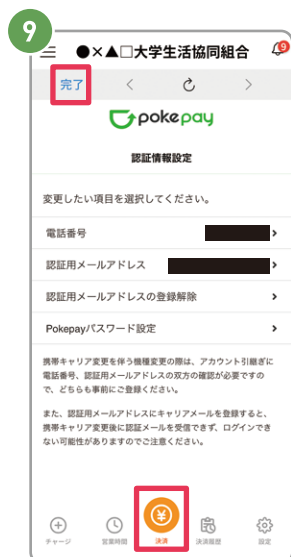 9
●×▲□大学生活協同組合
9
完了
pokepay
認証情報設定
変更したい項目を選択してください。
電話番号
認証用メールアドレス
認証用メールアドレスの登録解除
Pokepayパスワード設定
携帯キャリア変更を伴う機種変更の際は、アカウント引継ぎに
電話番号、認証用メールアドレスの双方の確認が必要ですの
で、どちらも事前にご登録ください。
また、認証用メールアドレスにキャリアメールを登録すると、
携帯キャリア変更後に認証メールを受信できず、ログインでき
ない可能性がありますのでご注意ください。
チャージ 営業時間 決済 決済履歴 設定